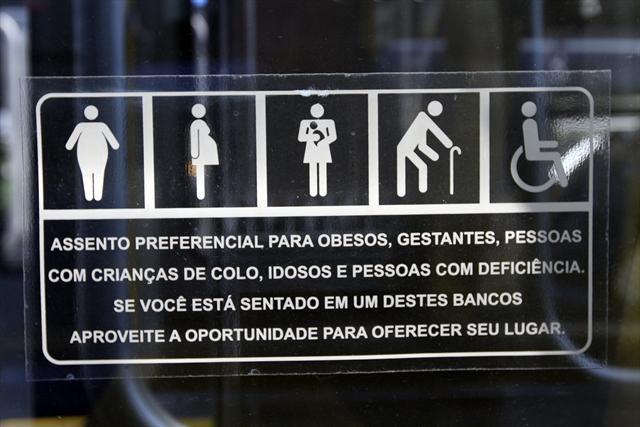 ASSENTO PREFERENCIAL PARA OBESOS, GESTANTES, PESSOAS
COM CRIANÇAS DE COLO, IDOSOS E PESSOAS COM DEFICIÊNCIA.
SE VOCÊ ESTÁ SENTADO EM UM DESTES BANCOS
APROVEITE A OPORTUNIDADE PARA OFERECER SEU LUGAR.